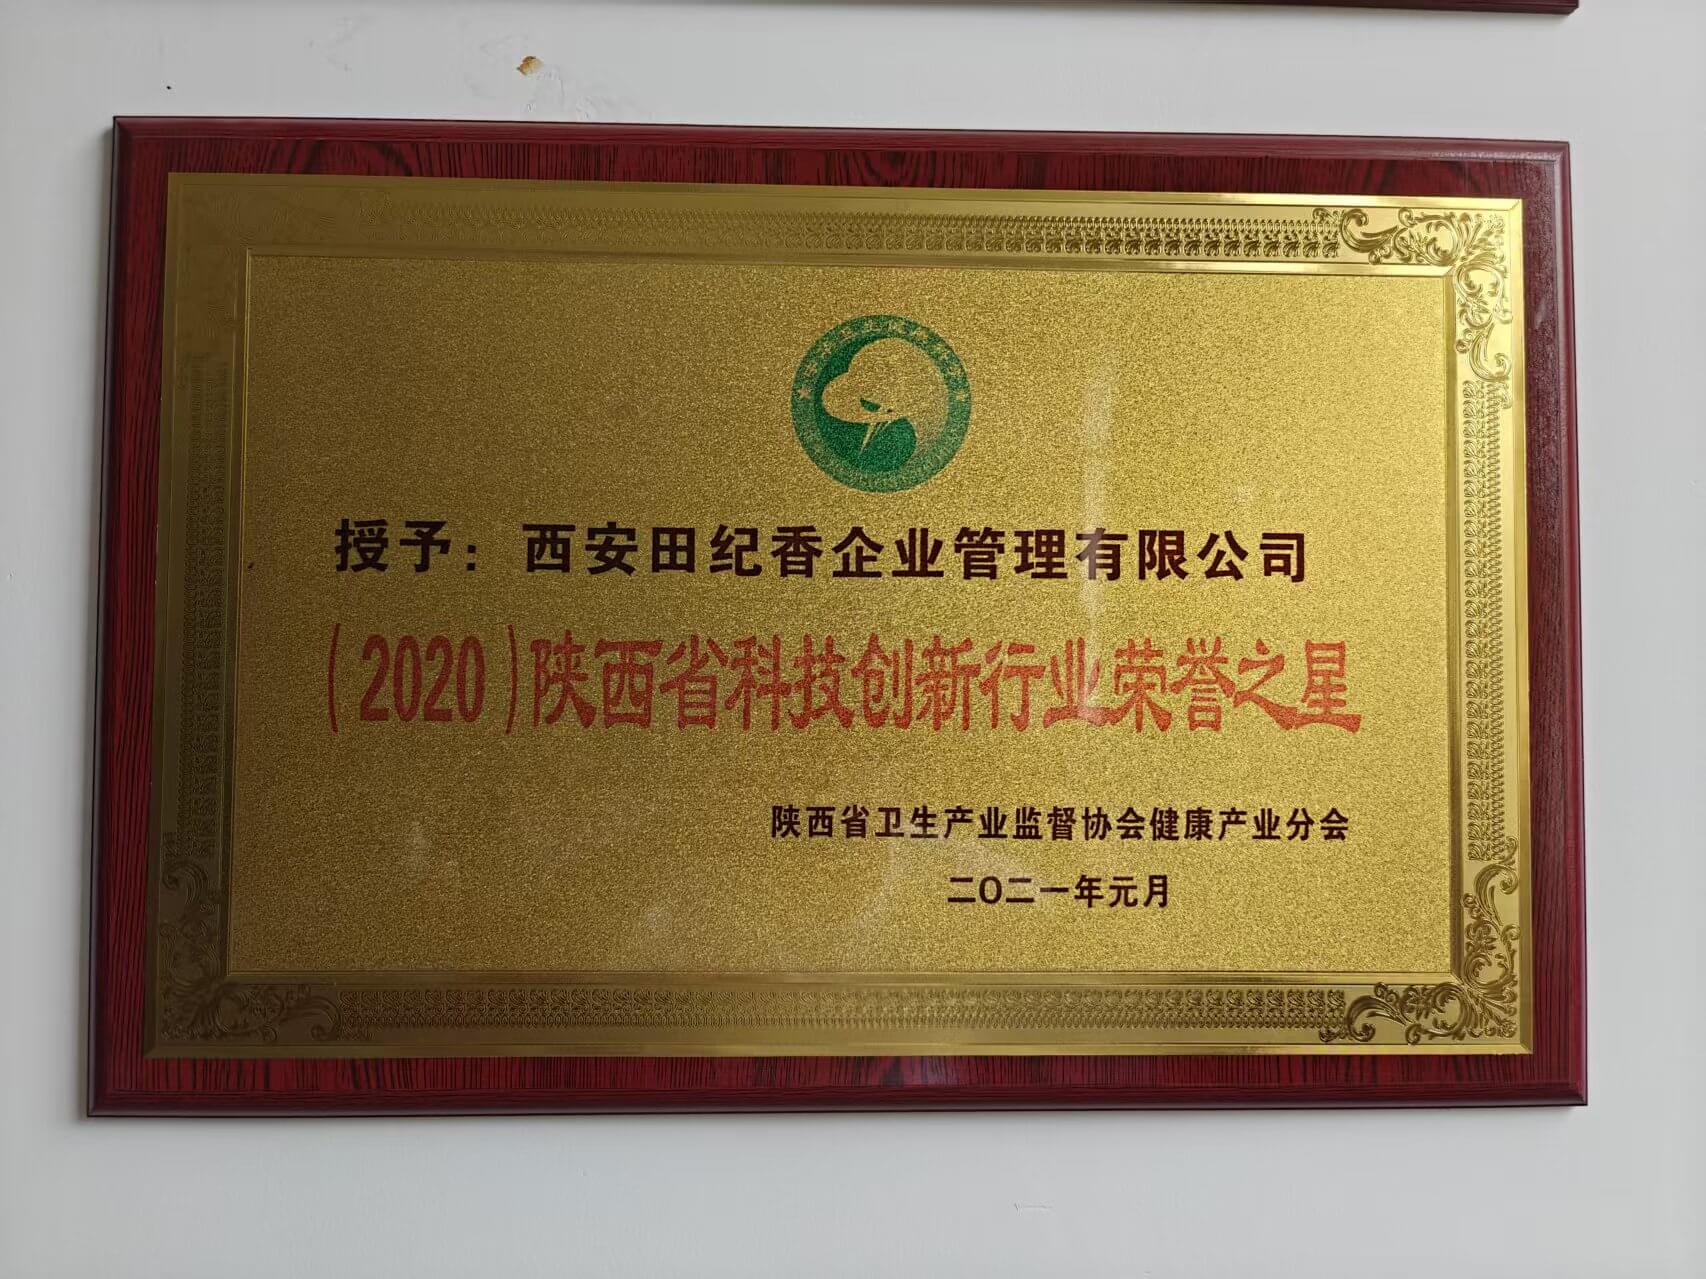 授予：西安田纪香企业管理有限公司
（2020）陕西省科技创新行业荣誉之星
陕西省卫生产业监督协会健康产业分会
二〇二一年元月